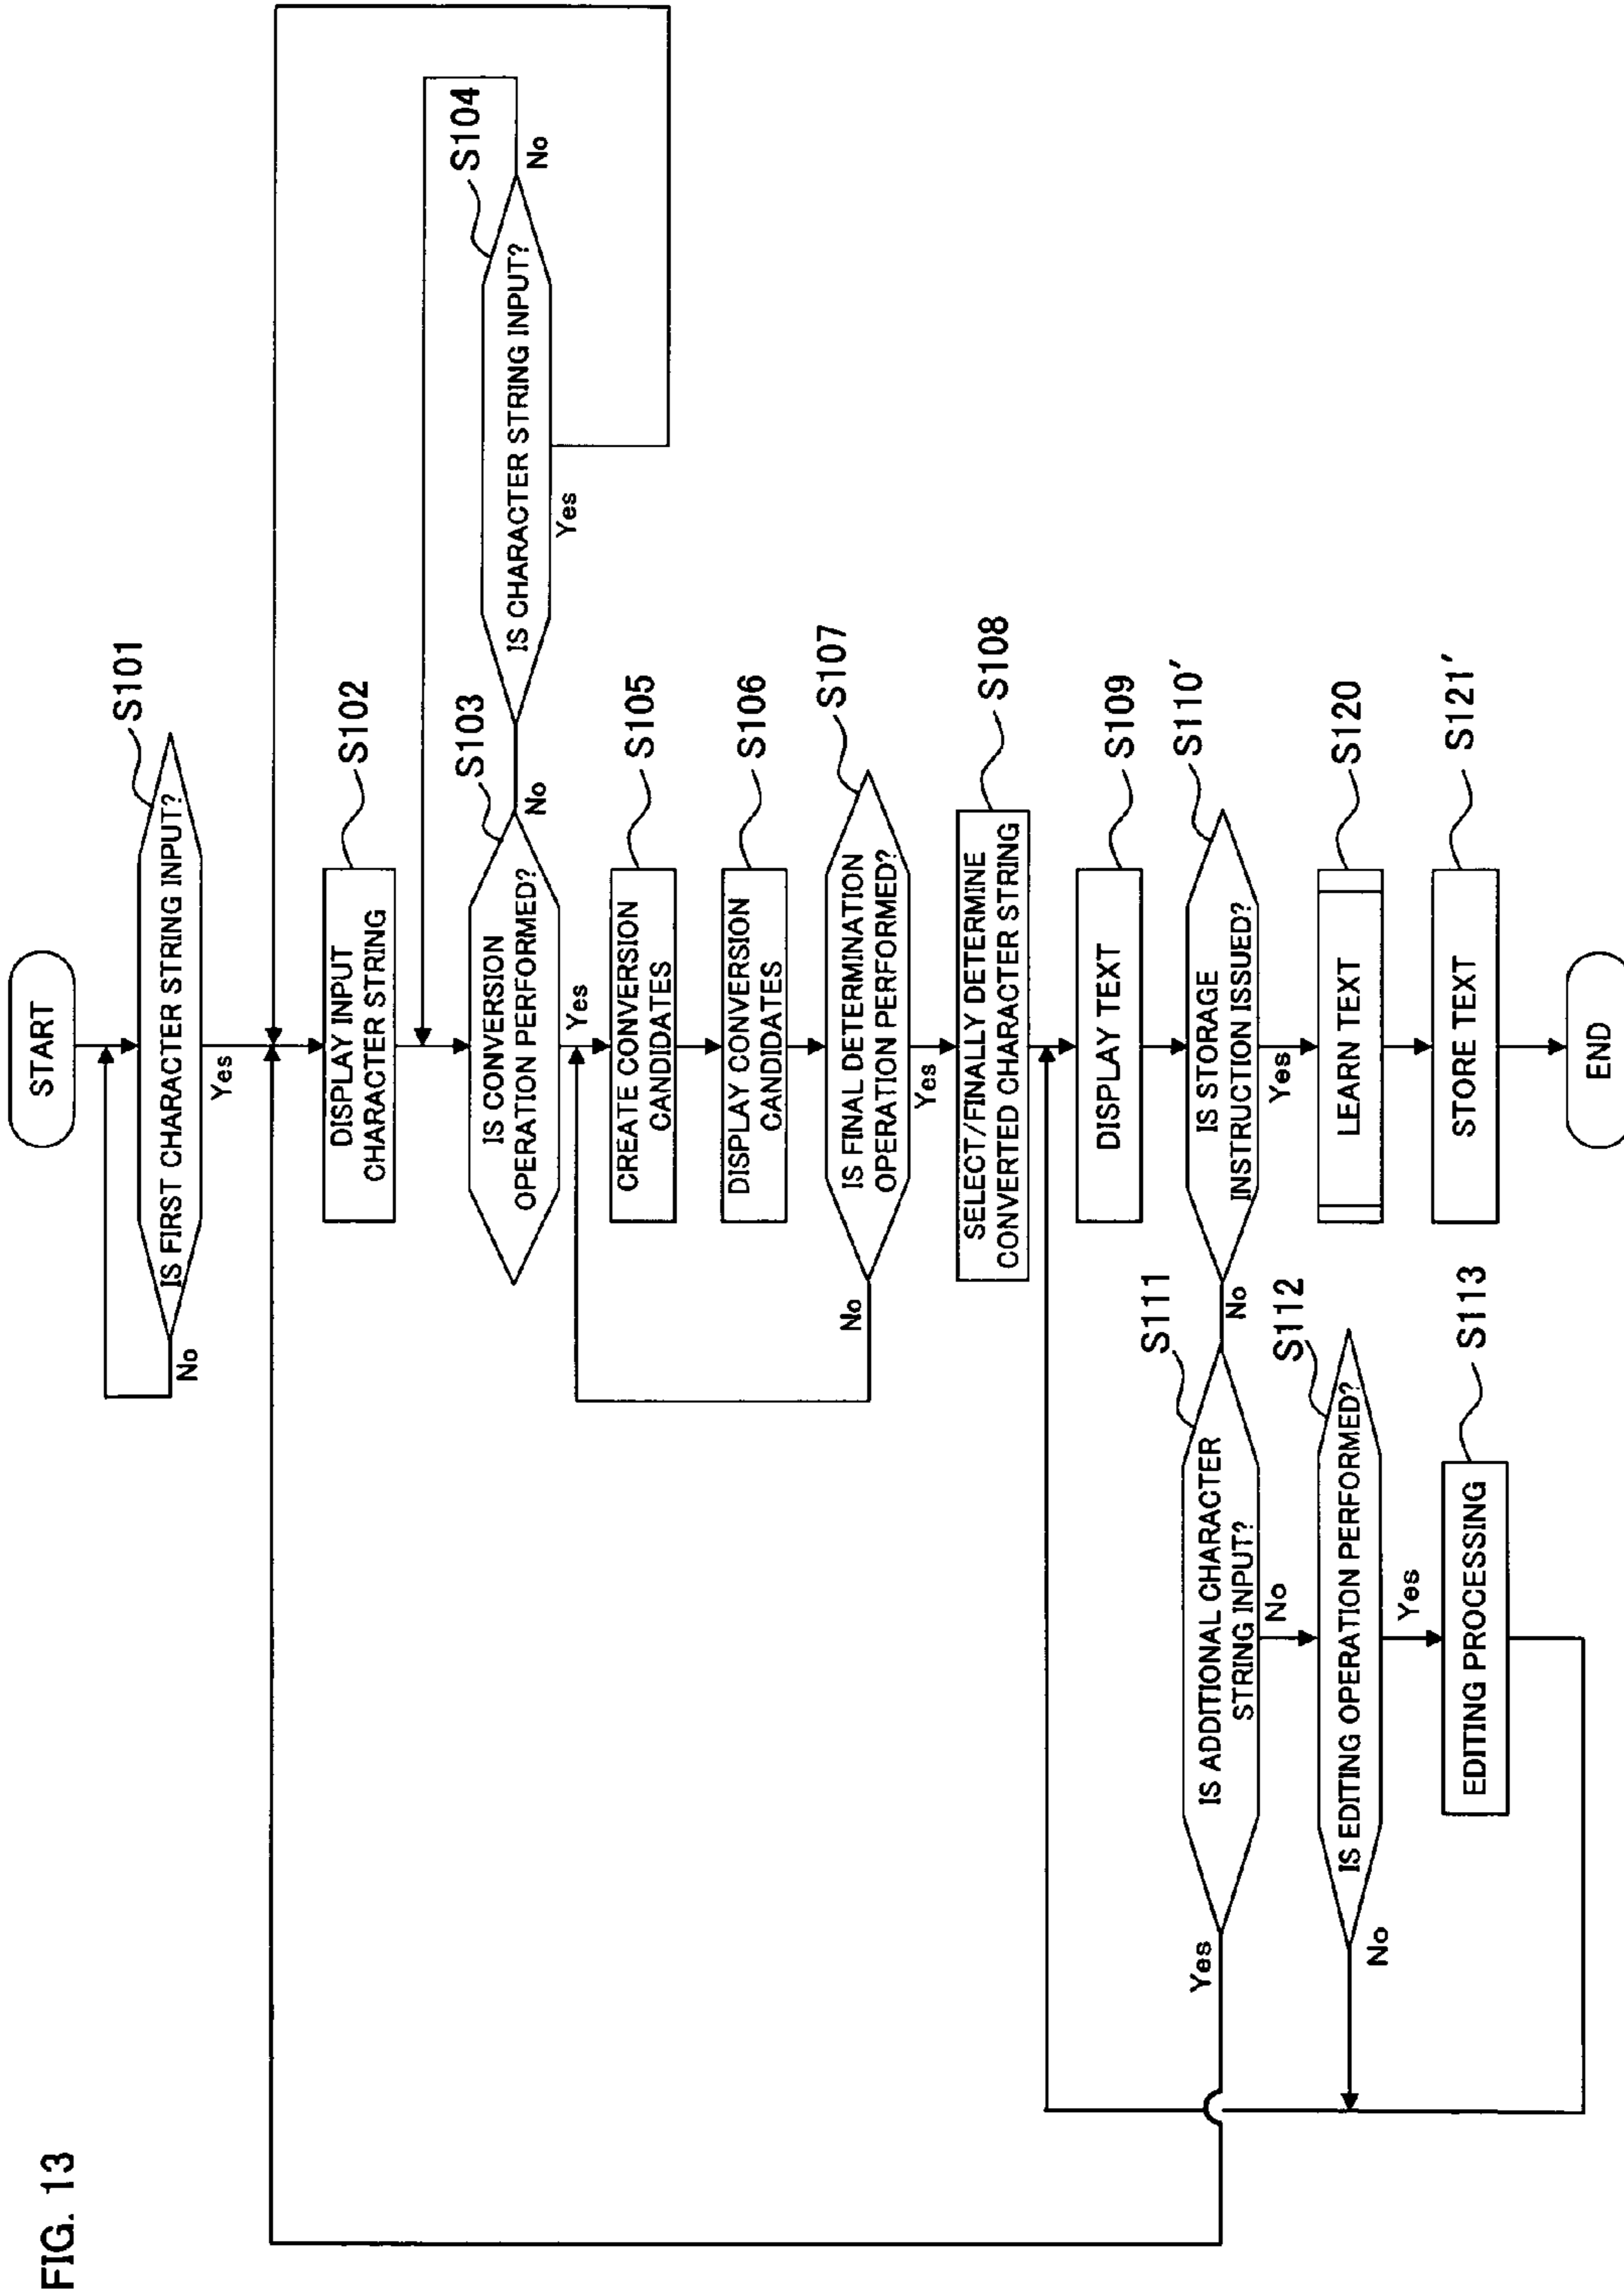 FIG. 13
START
IS FIRST CHARACTER STRING INPUT?
S101
No
Yes
DISPLAY INPUT
CHARACTER STRING
S102
IS CONVERSION
OPERATION PERFORMED?
S103
No
Yes
IS CHARACTER STRING INPUT?
S104
No
Yes
CREATE CONVERSION
CANDIDATES
S105
DISPLAY CONVERSION
CANDIDATES
S106
IS FINAL DETERMINATION
OPERATION PERFORMED?
S107
No
Yes
SELECT/FINALLY DETERMINE
CONVERTED CHARACTER STRING
S108
DISPLAY TEXT
S109
IS STORAGE
INSTRUCTION ISSUED?
S110′
No
Yes
IS ADDITIONAL CHARACTER
STRING INPUT?
S111
Yes
No
IS EDITING OPERATION PERFORMED?
S112
No
Yes
EDITING PROCESSING
S113
LEARN TEXT
S120
STORE TEXT
S121′
END